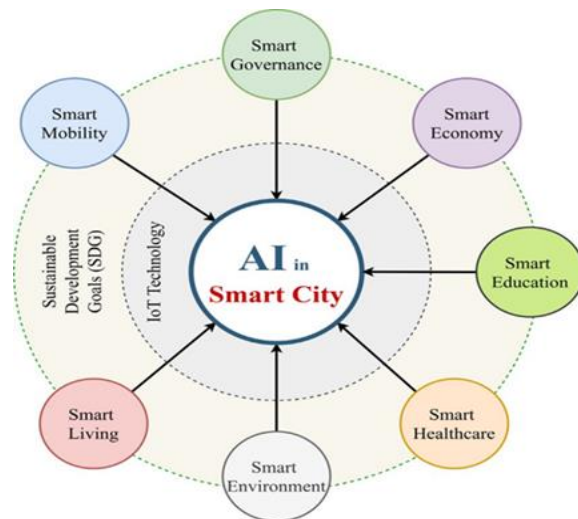 Smart
Governance
Smart
Mobility
Smart
Economy
Sustainable
Development
Goals (SDG)
IoT Technology
AI in
Smart City
Smart
Education
Smart
Living
Smart
Healthcare
Smart
Environment